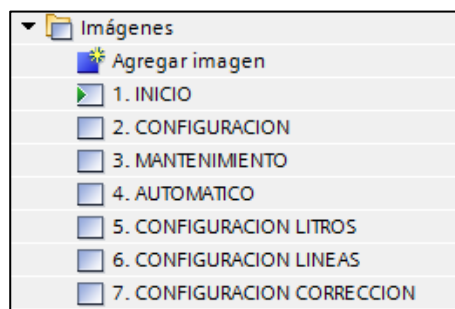 Imágenes
Agregar imagen
1. INICIO
2. CONFIGURACION
3. MANTENIMIENTO
4. AUTOMATICO
5. CONFIGURACION LITROS
6. CONFIGURACION LINEAS
7. CONFIGURACION CORRECCION